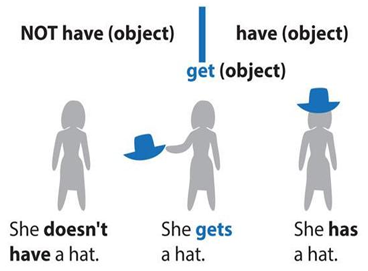 NOT have (object)
have (object)
get (object)
She doesn't
have a hat.
She gets
a hat.
She has
a hat.